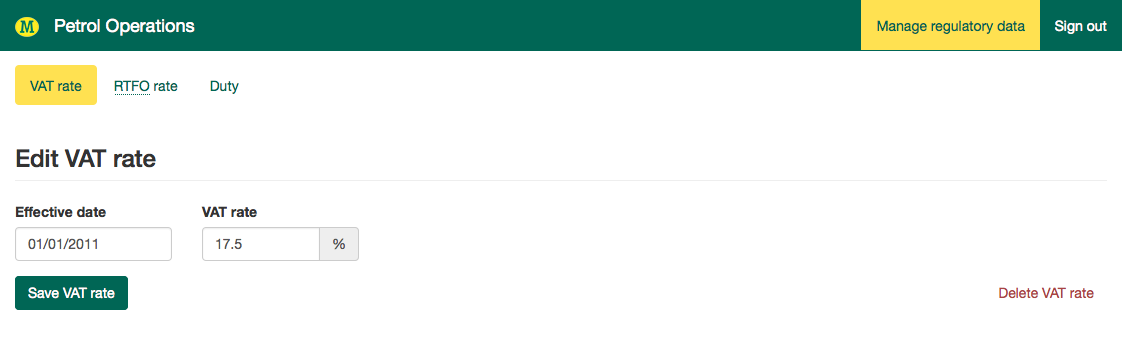 M Petrol Operations Manage regulatory data Sign out
VAT rate RTFO rate Duty
Edit VAT rate
Effective date VAT rate
01/01/2011 17.5 %
Save VAT rate Delete VAT rate